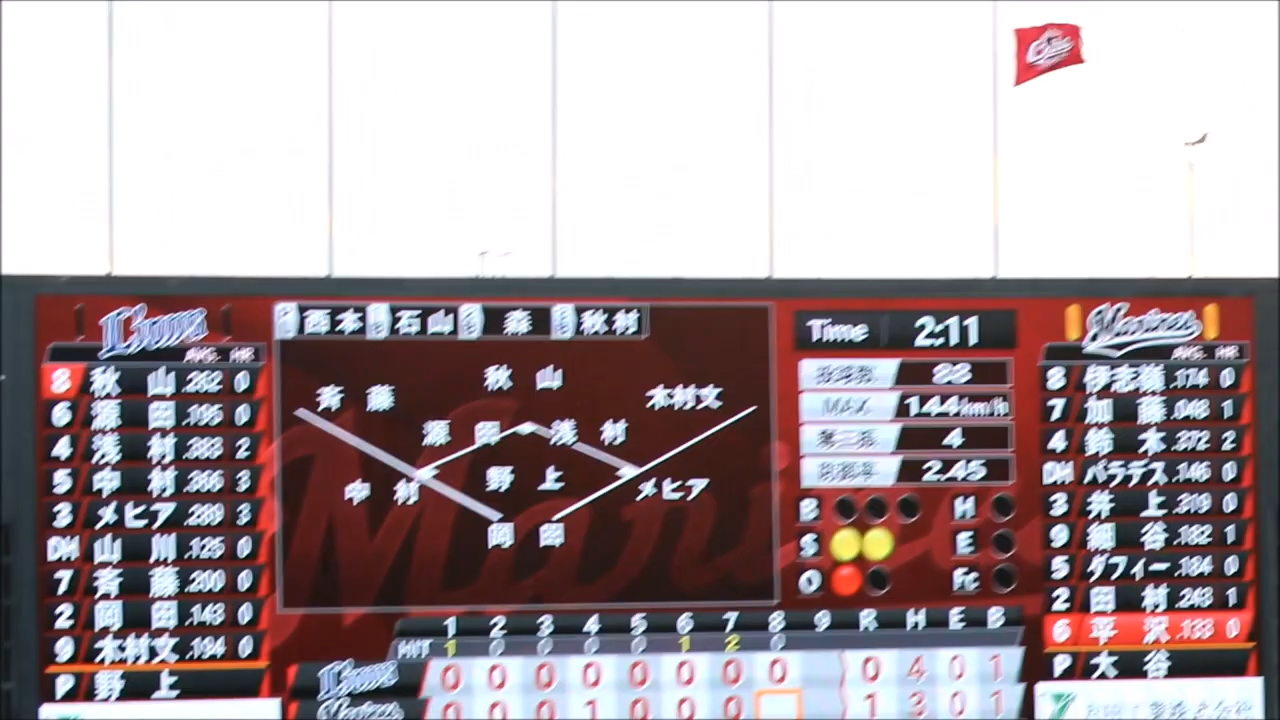 Lions
AVG. HR
8 秋山 .262 0
6 源田 .195 0
4 浅村 .383 2
5 中村 .366 3
3 メヒア .289 3
DH 山川 .125 0
7 斉藤 .200 0
2 岡田 .143 0
9 木村文 .194 0
P 野上
西本 石山 森 秋村
秋山
斉藤 木村文
源田 浅村
中村 野上 メヒア
岡田
Time 2:11
88
MAX 144km/h
4
2.45
B H
S E
O Fc
Marines
AVG. HR
8 伊志嶺 .174 0
7 加藤 .048 1
4 鈴木 .372 2
DH パラデス .146 0
3 井上 .319 0
9 細谷 .182 1
5 ダフィー .184 0
2 田村 .243 1
6 平沢 .133 0
P 大谷
1 2 3 4 5 6 7 8 9 R H E B
HIT 1 0 0 0 0 1 2 0
Lions 0 0 0 0 0 0 0 0 0 4 0 1
Marines 0 0 0 1 0 0 0 1 3 0 1